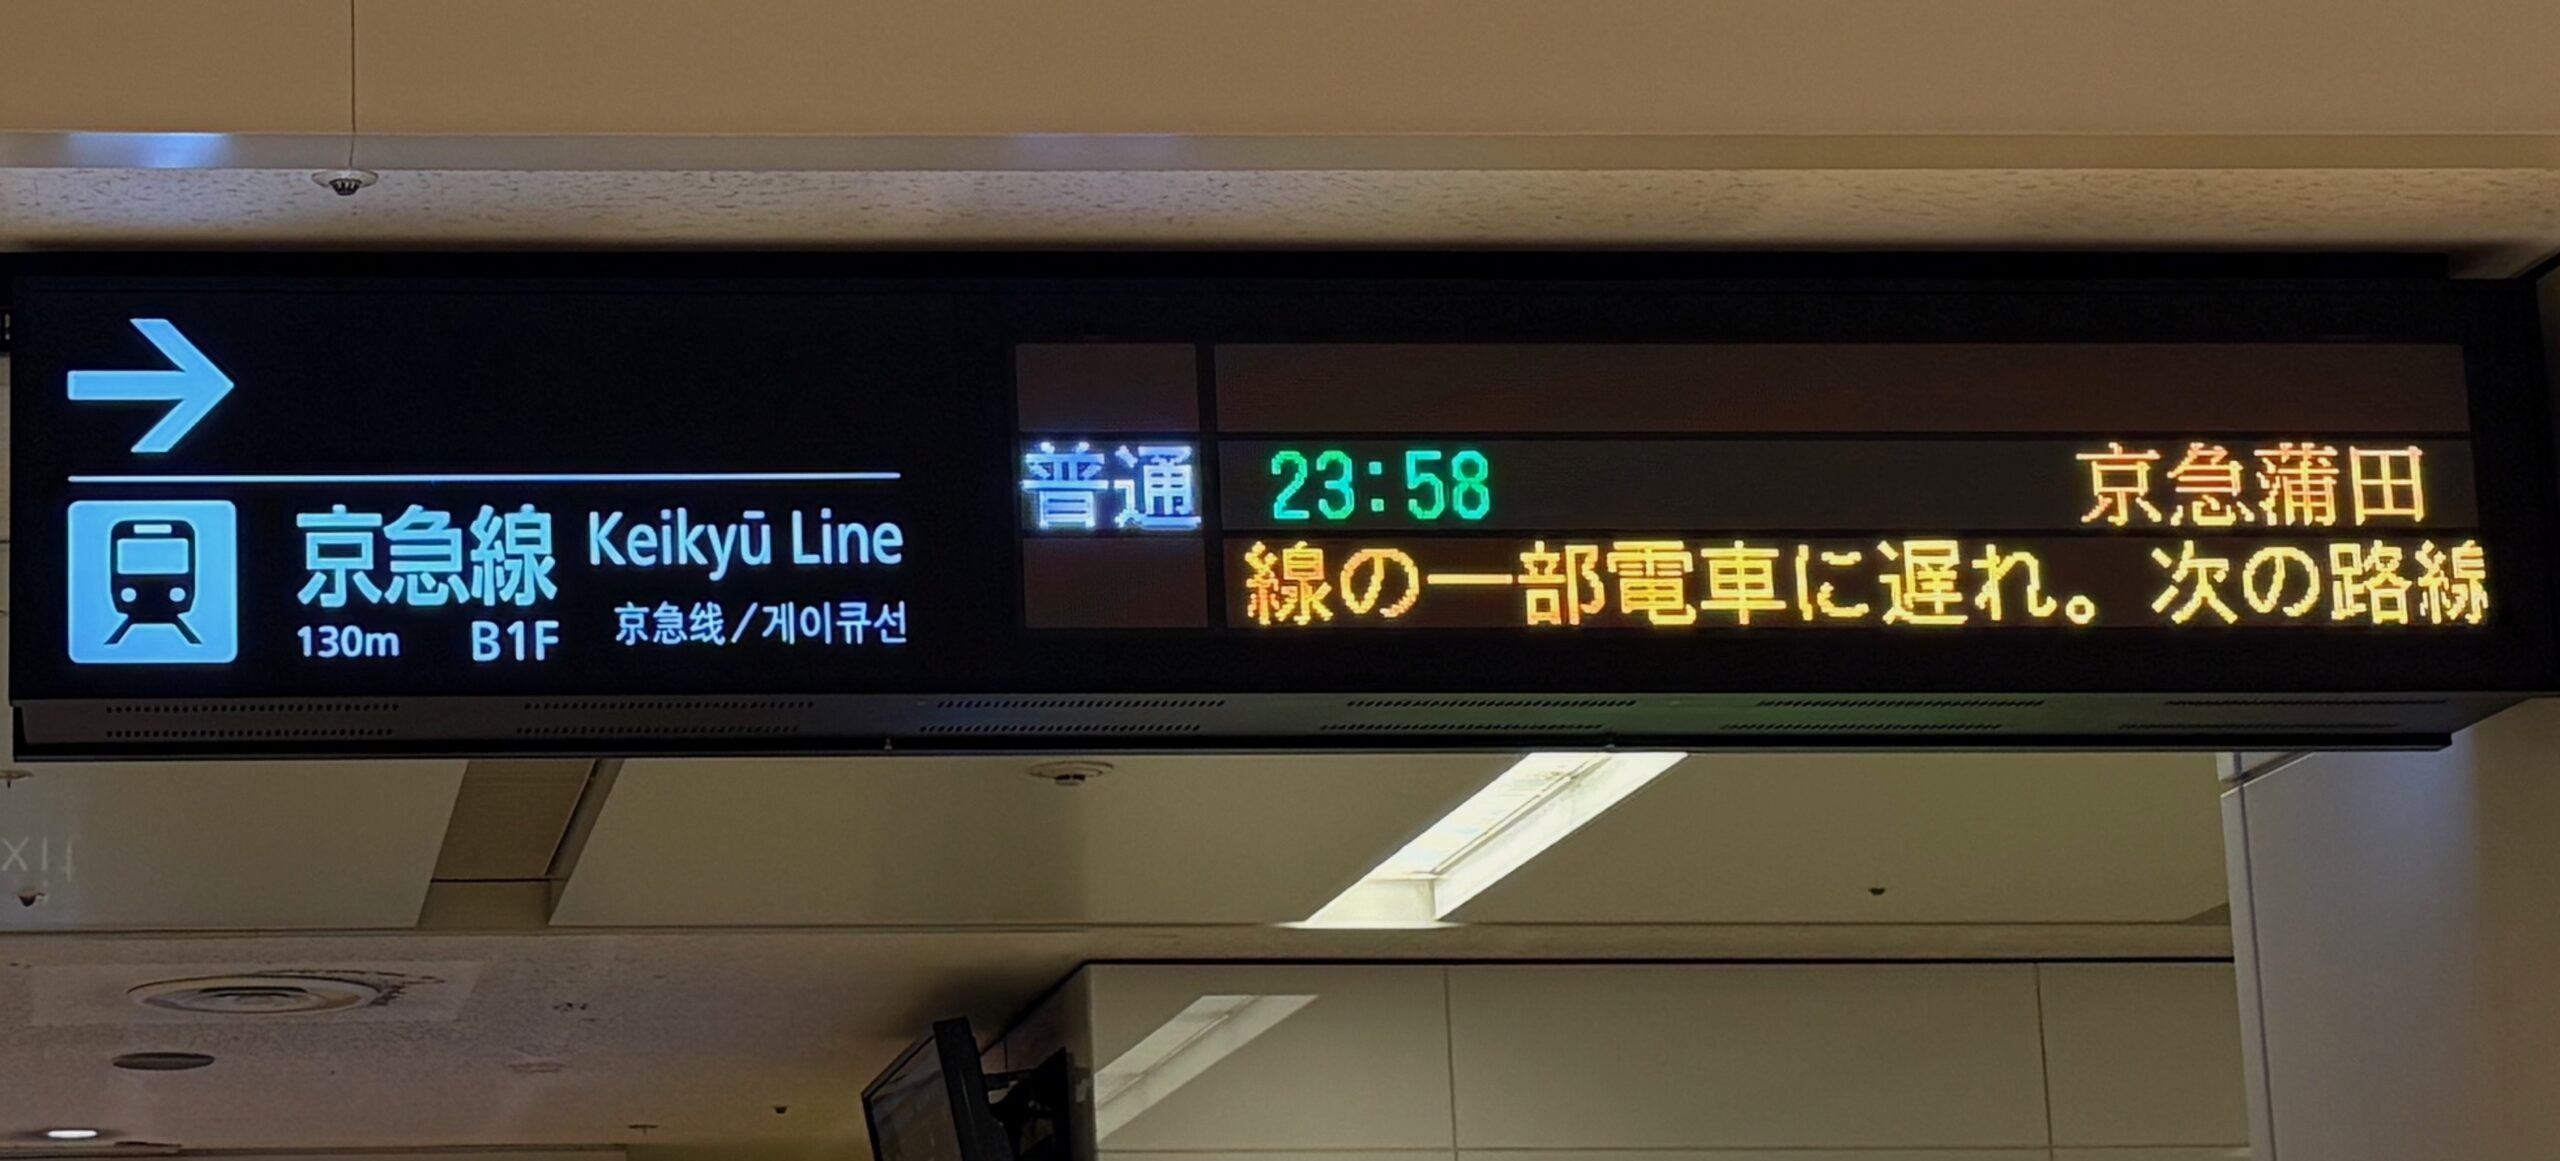 京急線 Keikyū Line
130m B1F 京急线/게이큐선
普通 23:58 京急蒲田
線の一部電車に遅れ。次の路線